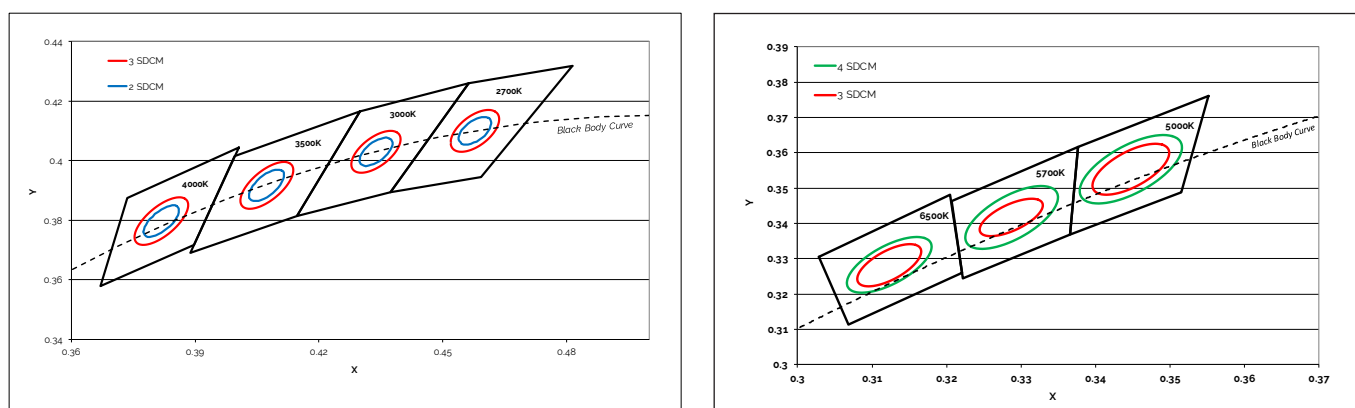 0.44
0.42
0.4
0.38
0.36
0.34
Y
3 SDCM
2 SDCM
4000K
3500K
3000K
2700K
Black Body Curve
0.36
0.39
0.42
0.45
0.48
X
0.39
0.38
0.37
0.36
0.35
0.34
0.33
0.32
0.31
0.3
Y
4 SDCM
3 SDCM
6500K
5700K
5000K
Black Body Curve
0.3
0.31
0.32
0.33
0.34
0.35
0.36
0.37
X